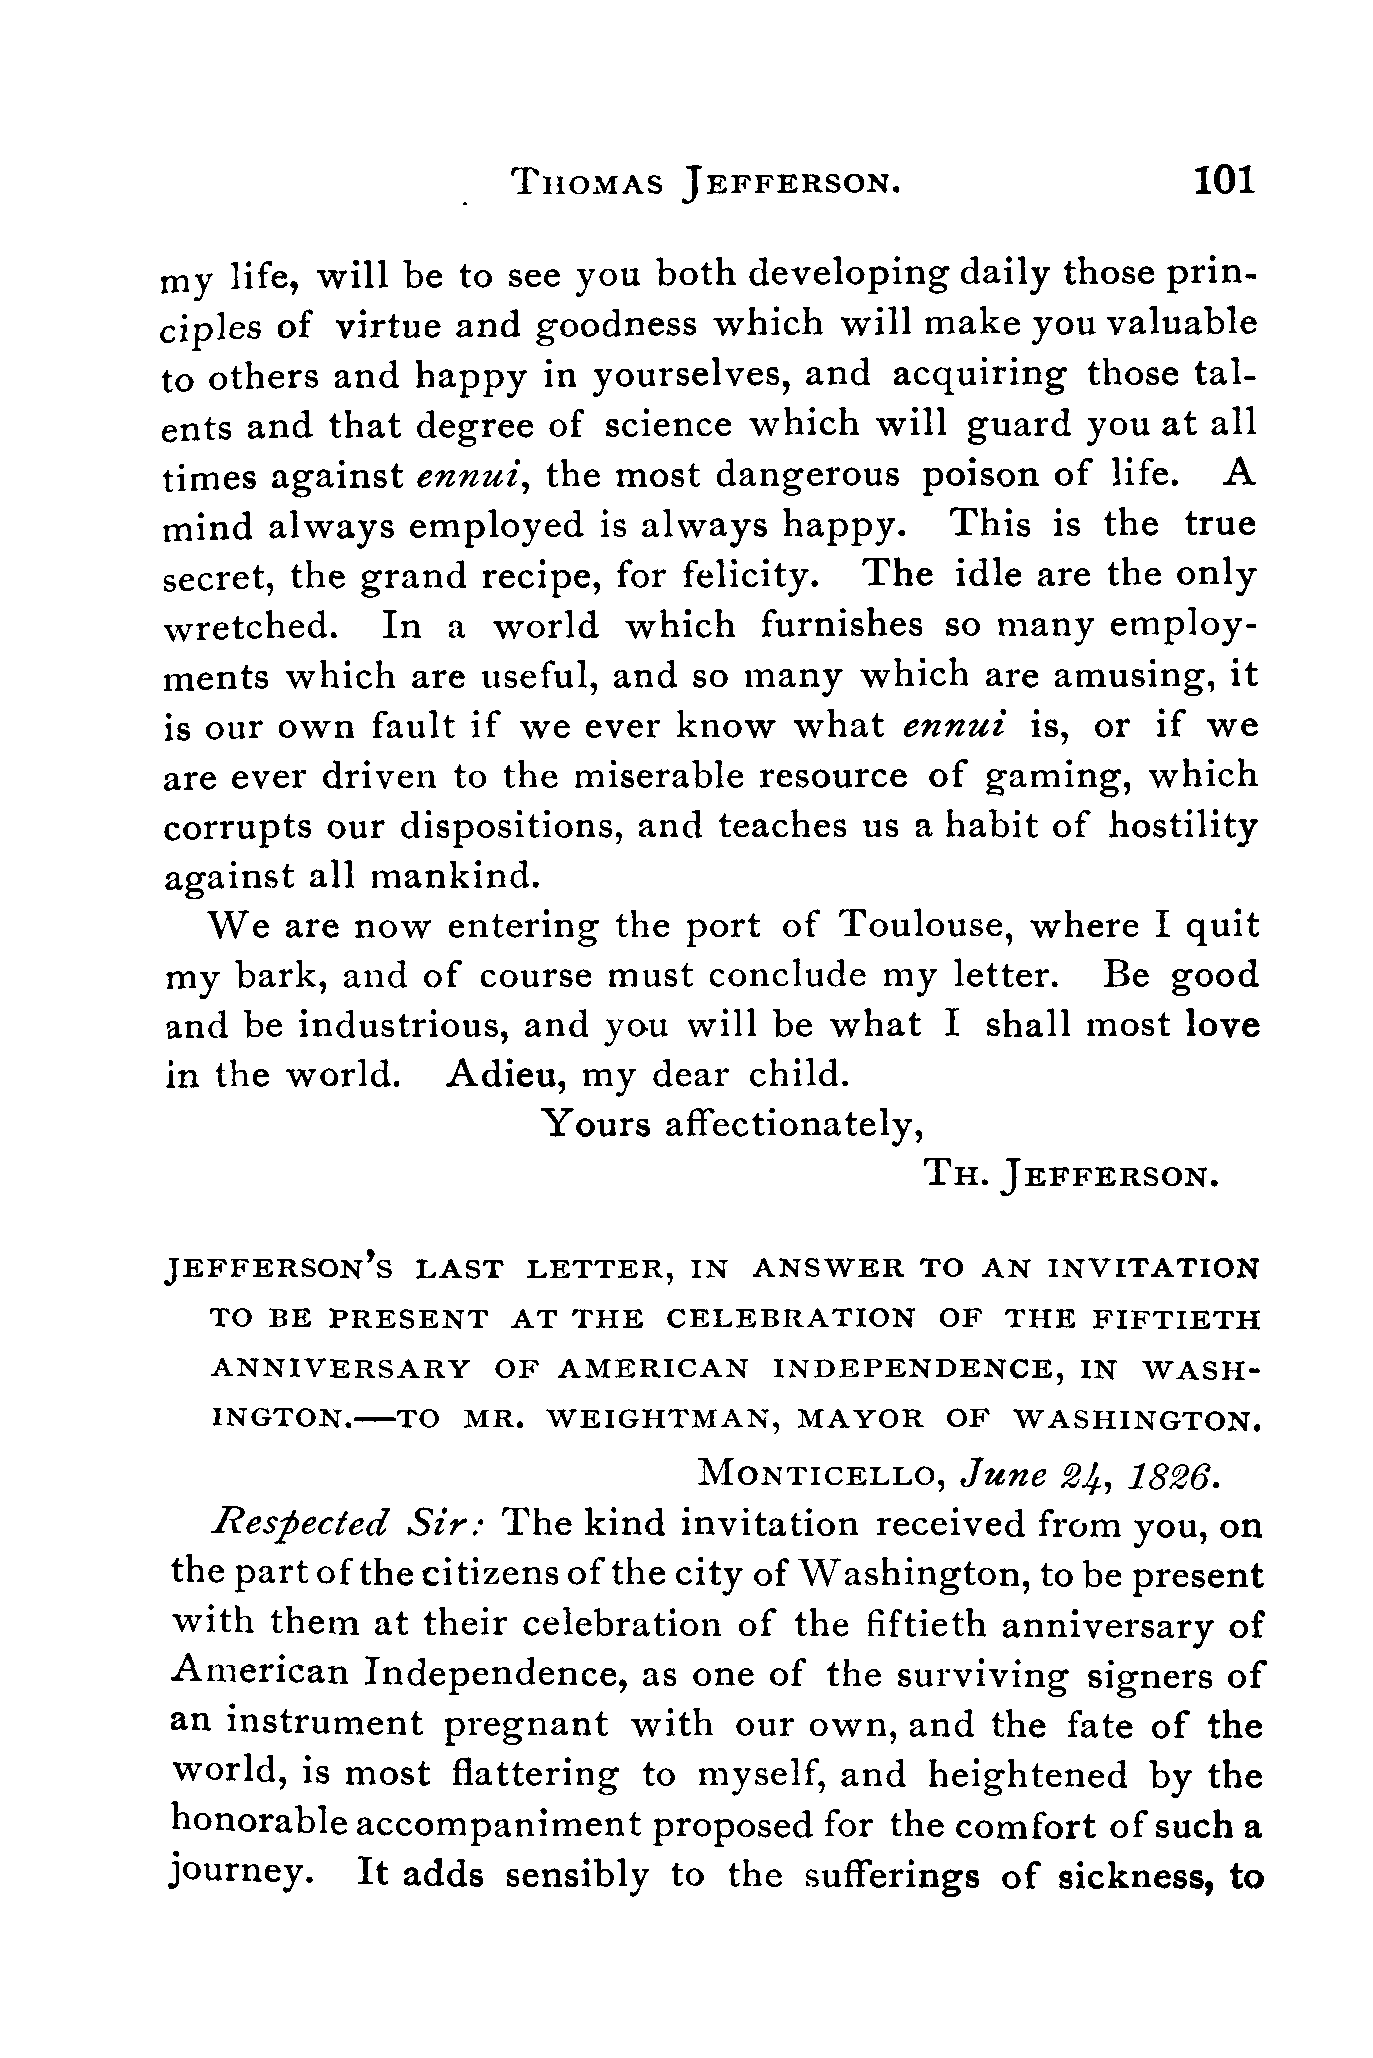 THOMAS JEFFERSON. 101
my life, will be to see you both developing daily those prin-
ciples of virtue and goodness which will make you valuable
to others and happy in yourselves, and acquiring those tal-
ents and that degree of science which will guard you at all
times against ennui, the most dangerous poison of life. A
mind always employed is always happy. This is the true
secret, the grand recipe, for felicity. The idle are the only
wretched. In a world which furnishes so many employ-
ments which are useful, and so many which are amusing, it
is our own fault if we ever know what ennui is, or if we
are ever driven to the miserable resource of gaming, which
corrupts our dispositions, and teaches us a habit of hostility
against all mankind.
We are now entering the port of Toulouse, where I quit
my bark, and of course must conclude my letter. Be good
and be industrious, and you will be what I shall most love
in the world. Adieu, my dear child.
Yours affectionately,
TH. JEFFERSON.
JEFFERSON'S LAST LETTER, IN ANSWER TO AN INVITATION
TO BE PRESENT AT THE CELEBRATION OF THE FIFTIETH
ANNIVERSARY OF AMERICAN INDEPENDENCE, IN WASH-
INGTON.—TO MR. WEIGHTMAN, MAYOR OF WASHINGTON.
MONTICELLO, June 24, 1826.
Respected Sir: The kind invitation received from you, on
the part of the citizens of the city of Washington, to be present
with them at their celebration of the fiftieth anniversary of
American Independence, as one of the surviving signers of
an instrument pregnant with our own, and the fate of the
world, is most flattering to myself, and heightened by the
honorable accompaniment proposed for the comfort of such a
journey. It adds sensibly to the sufferings of sickness, to